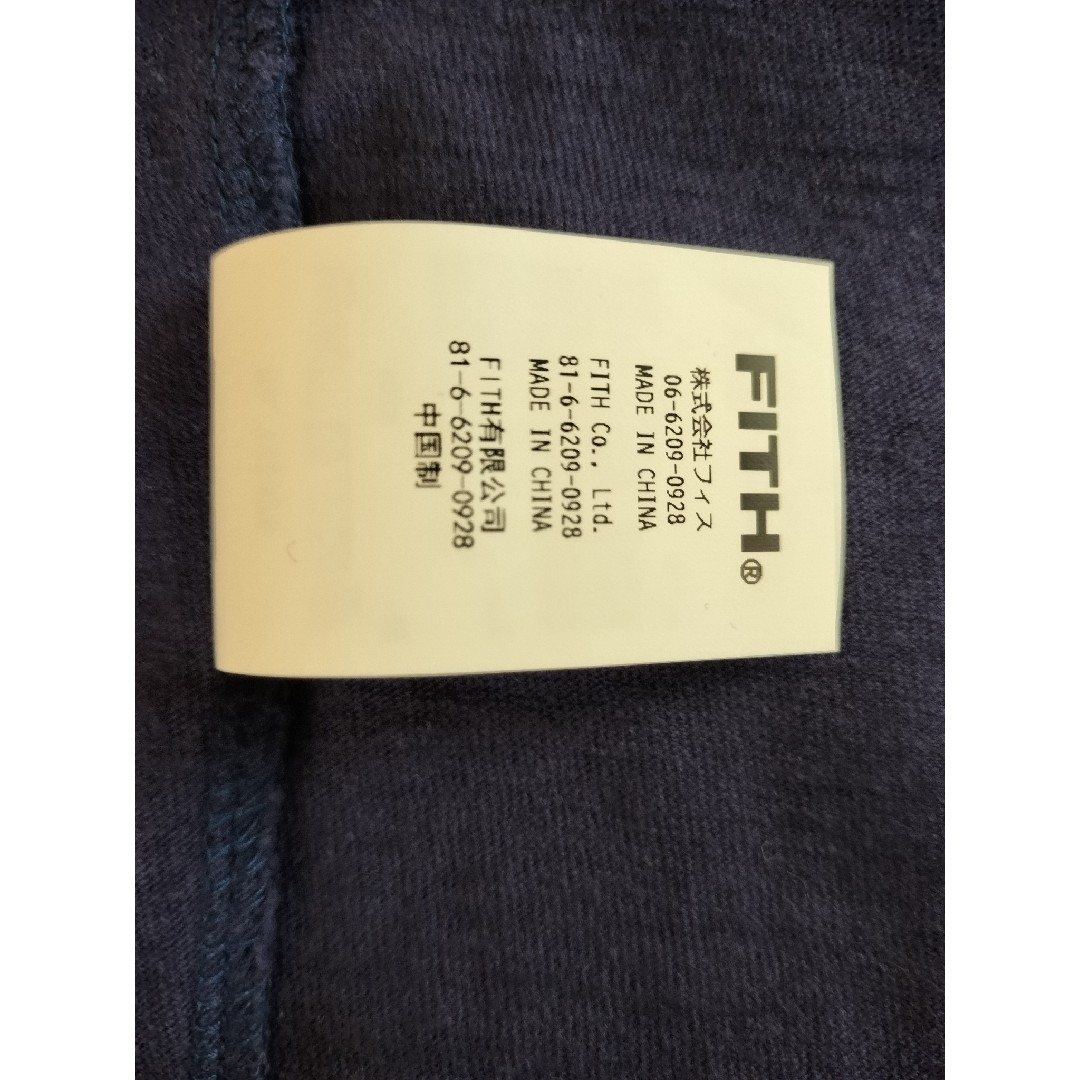 FITH®
株式会社フィス
06-6209-0928
MADE IN CHINA
FITH Co., Ltd.
81-6-6209-0928
MADE IN CHINA
FITH有限公司
81-6-6209-0928
中国制